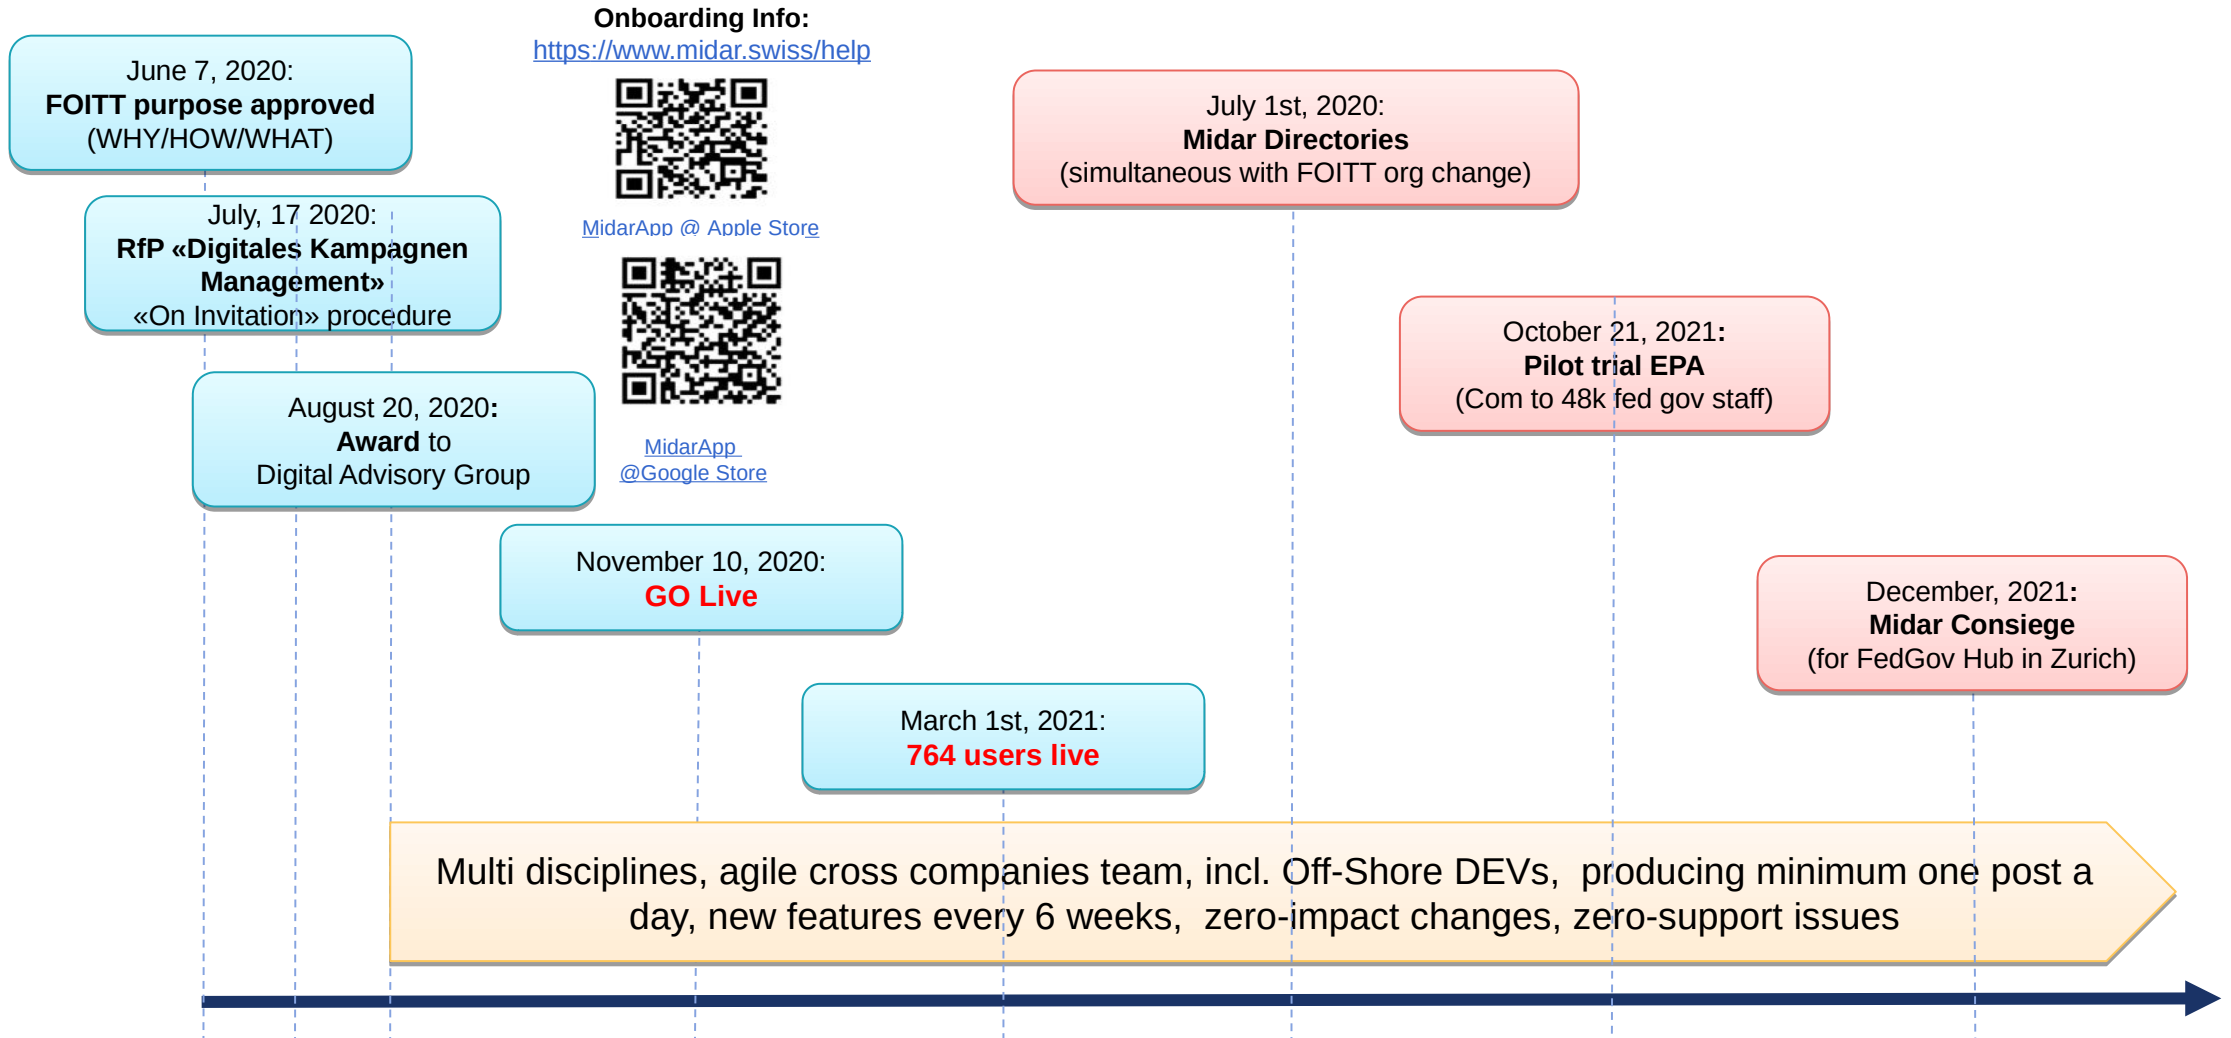 Onboarding Info:
https://www.midar.swiss/help
June 7, 2020:
FOITT purpose approved
(WHY/HOW/WHAT)
July, 17 2020:
RfP «Digitales Kampagnen
Management»
«On Invitation» procedure
August 20, 2020:
Award to
Digital Advisory Group
MidarApp @ Apple Store
MidarApp
@Google Store
November 10, 2020:
GO Live
March 1st, 2021:
764 users live
July 1st, 2020:
Midar Directories
(simultaneous with FOITT org change)
October 21, 2021:
Pilot trial EPA
(Com to 48k fed gov staff)
December, 2021:
Midar Consiege
(for FedGov Hub in Zurich)
Multi disciplines, agile cross companies team, incl. Off-Shore DEVs, producing minimum one post a
day, new features every 6 weeks, zero-impact changes, zero-support issues